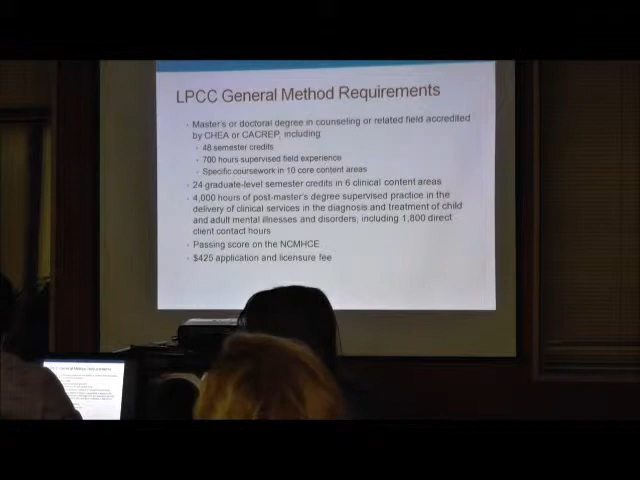 LPCC General Method Requirements
Master's or doctoral degree in counseling or related field accredited
by CHEA or CACREP, including:
48 semester credits
700 hours supervised field experience
Specific coursework in 10 core content areas
24 graduate-level semester credits in 6 clinical content areas
4,000 hours of post-master's degree supervised practice in the
delivery of clinical services in the diagnosis and treatment of child
and adult mental illnesses and disorders, including 1,800 direct
client contact hours
Passing score on the NCMHCE
$425 application and licensure fee
General Method Requirements